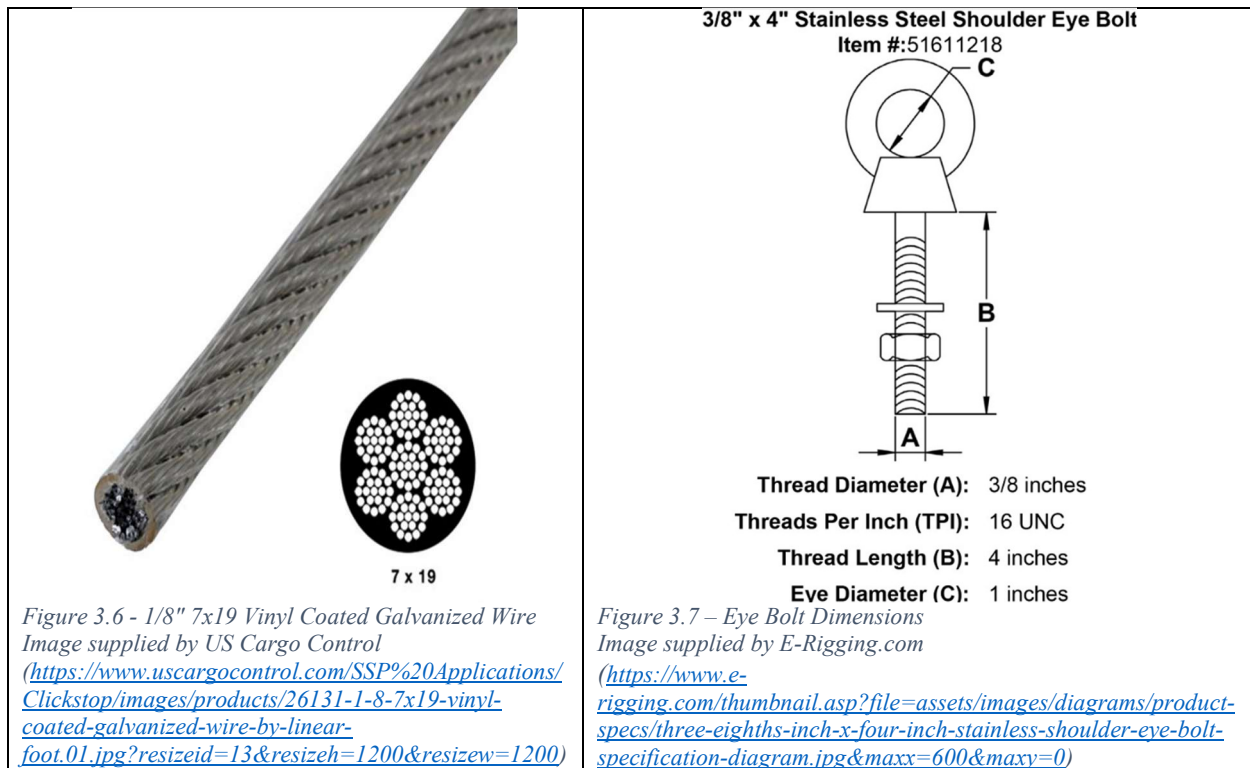 7 x 19
Figure 3.6 - 1/8" 7x19 Vinyl Coated Galvanized Wire
Image supplied by US Cargo Control
(https://www.uscargocontrol.com/SSP%20Applications/
Clickstop/images/products/26131-1-8-7x19-vinyl-
coated-galvanized-wire-by-linear-
foot.01.jpg?resizeid=13&resizeh=1200&resizew=1200)
3/8" x 4" Stainless Steel Shoulder Eye Bolt
Item #:51611218
C
B
A
Thread Diameter (A): 3/8 inches
Threads Per Inch (TPI): 16 UNC
Thread Length (B): 4 inches
Eye Diameter (C): 1 inches
Figure 3.7 – Eye Bolt Dimensions
Image supplied by E-Rigging.com
(https://www.e-
rigging.com/thumbnail.asp?file=assets/images/diagrams/product-
specs/three-eighths-inch-x-four-inch-stainless-shoulder-eye-bolt-
specification-diagram.jpg&maxx=600&maxy=0)